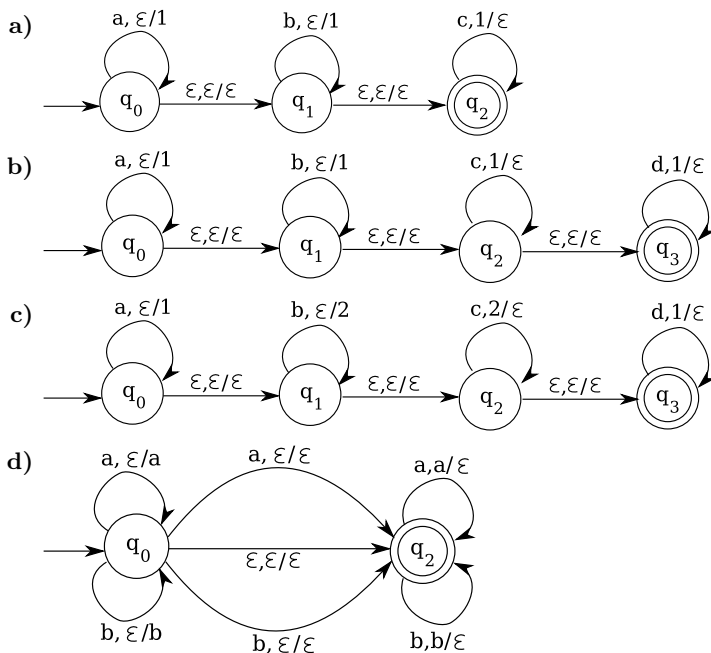 a) a, ε/1 b, ε/1 c,1/ε
q0 ε,ε/ε q1 ε,ε/ε q2
b) a, ε/1 b, ε/1 c,1/ε d,1/ε
q0 ε,ε/ε q1 ε,ε/ε q2 ε,ε/ε q3
c) a, ε/1 b, ε/2 c,2/ε d,1/ε
q0 ε,ε/ε q1 ε,ε/ε q2 ε,ε/ε q3
d) a, ε/a a, ε/ε a,a/ε
q0 ε,ε/ε q2
b, ε/b b, ε/ε b,b/ε